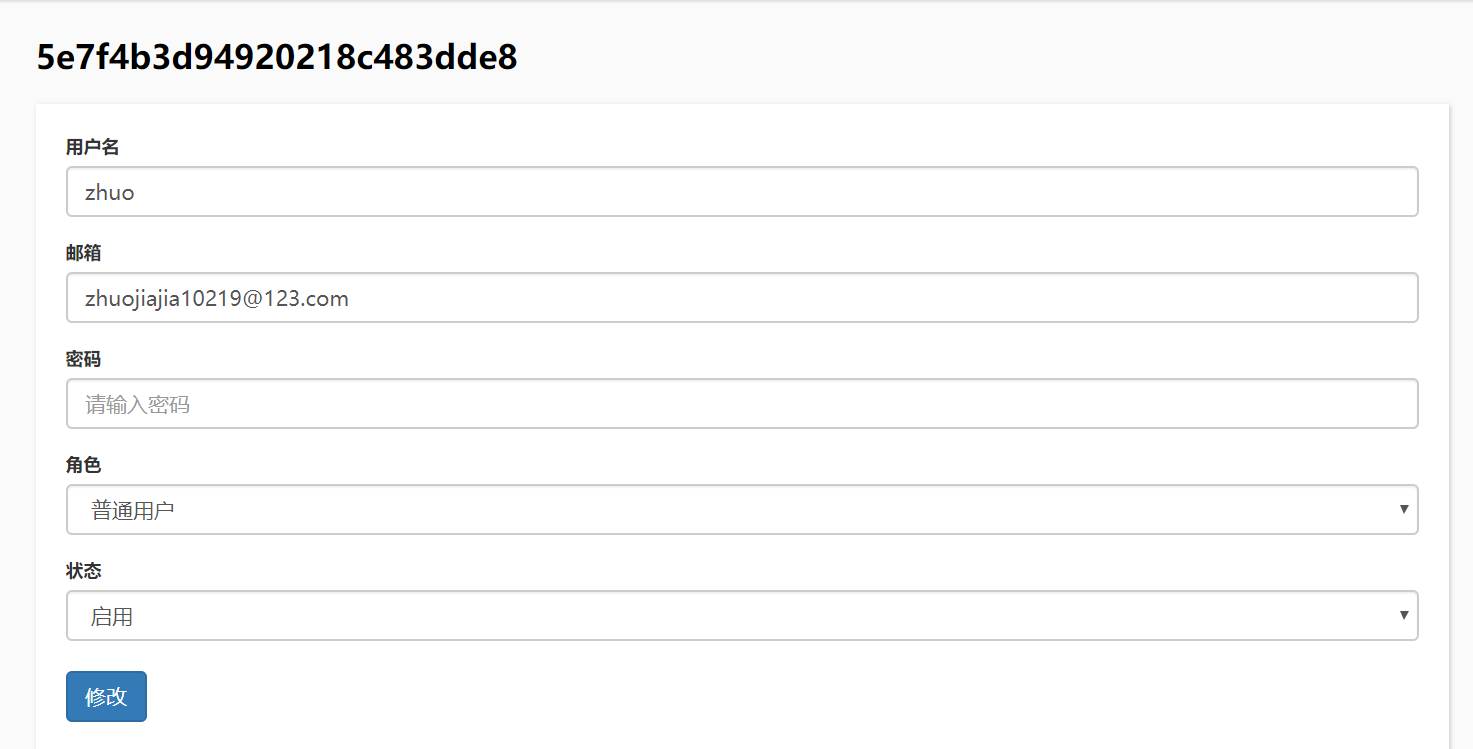 5e7f4b3d94920218c483dde8
用户名
zhuo
邮箱
zhuojiajia10219@123.com
密码
请输入密码
角色
普通用户
状态
启用
修改